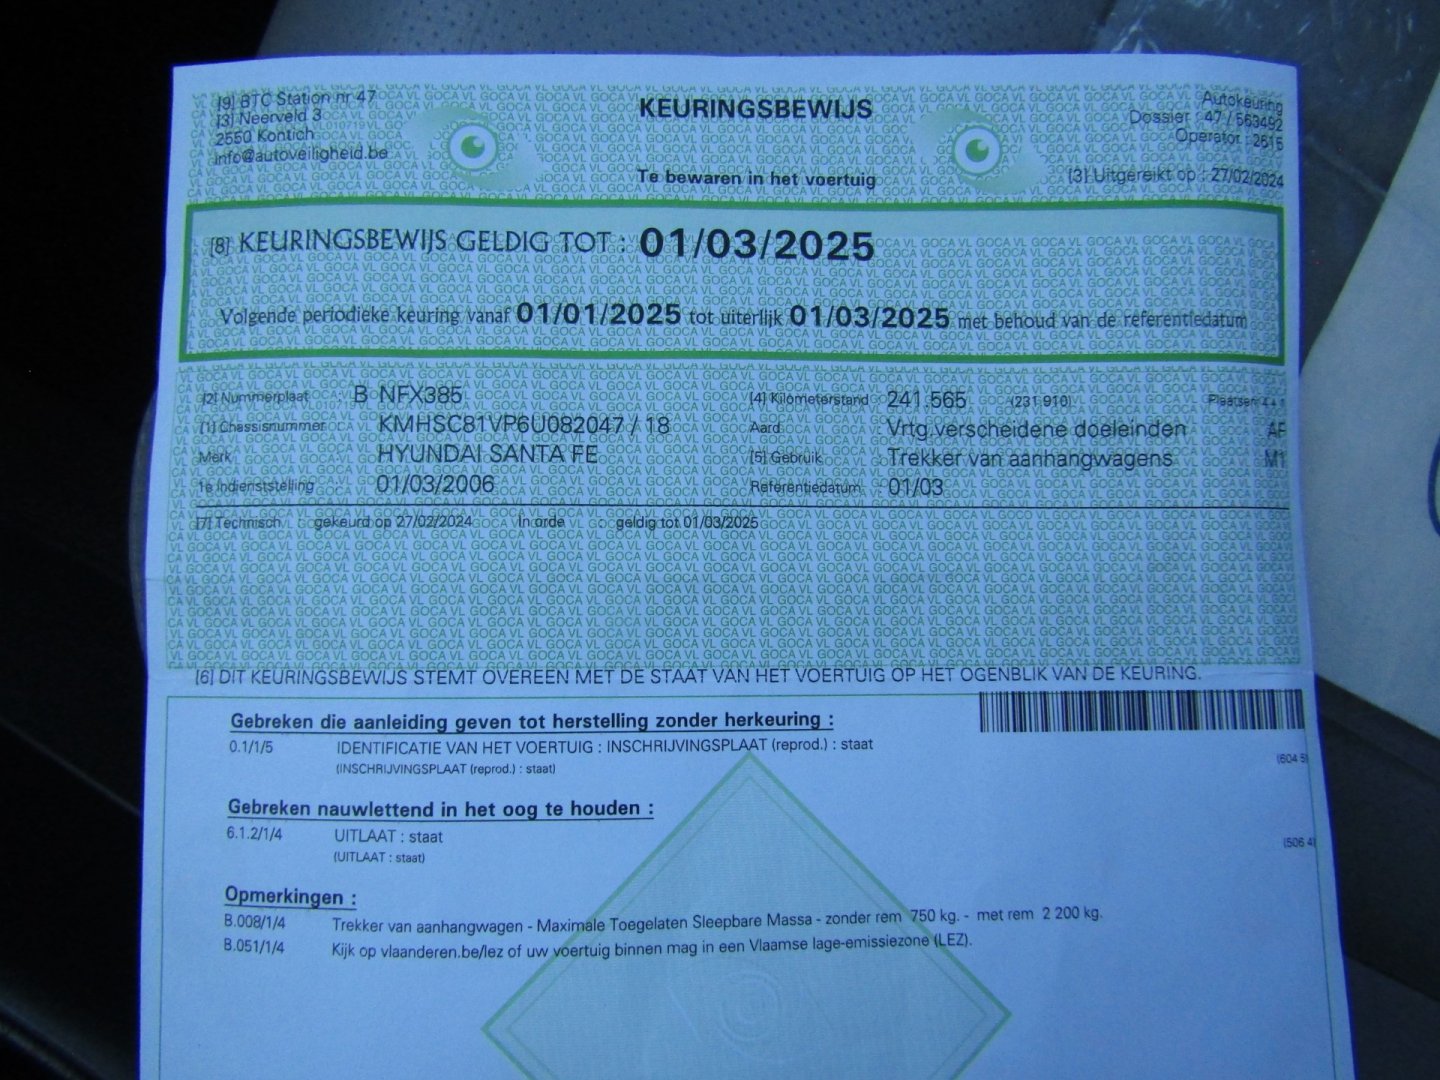 [9] BTC Station nr 47
[3] Neerveld 3
2550 Kontich
info@autoveiligheid.be
KEURINGSBEWIJS
Te bewaren in het voertuig
Autokeuring
Dossier : 47 / 563492
Operator : 2616
[3] Uitgereikt op : 27/02/2024
[8] KEURINGSBEWIJS GELDIG TOT : 01/03/2025
Volgende periodieke keuring vanaf 01/01/2025 tot uiterlijk 01/03/2025 met behoud van de referentiedatum
[2] Nummerplaat : B NFX385 [4] Kilometerstand 241.565 (231 910) Plaatsen 4 + 1
[1] Chassisnummer KMHSC81VP6U082047 / 18 Aard Vrtg.verscheidene doeleinden AF
Merk HYUNDAI SANTA FE [5] Gebruik Trekker van aanhangwagens M1
1e Indienststelling 01/03/2006 Referentiedatum : 01/03
[7] Technisch : gekeurd op 27/02/2024 In orde : geldig tot 01/03/2025
[6] DIT KEURINGSBEWIJS STEMT OVEREEN MET DE STAAT VAN HET VOERTUIG OP HET OGENBLIK VAN DE KEURING.
Gebreken die aanleiding geven tot herstelling zonder herkeuring :
0.1/1/5 IDENTIFICATIE VAN HET VOERTUIG : INSCHRIJVINGSPLAAT (reprod.) : staat
(INSCHRIJVINGSPLAAT (reprod.) : staat) (604 5)
Gebreken nauwlettend in het oog te houden :
6.1.2/1/4 UITLAAT : staat (506 4)
(UITLAAT : staat)
Opmerkingen :
B.008/1/4 Trekker van aanhangwagen - Maximale Toegelaten Sleepbare Massa - zonder rem 750 kg. - met rem 2 200 kg.
B.051/1/4 Kijk op vlaanderen.be/lez of uw voertuig binnen mag in een Vlaamse lage-emissiezone (LEZ).